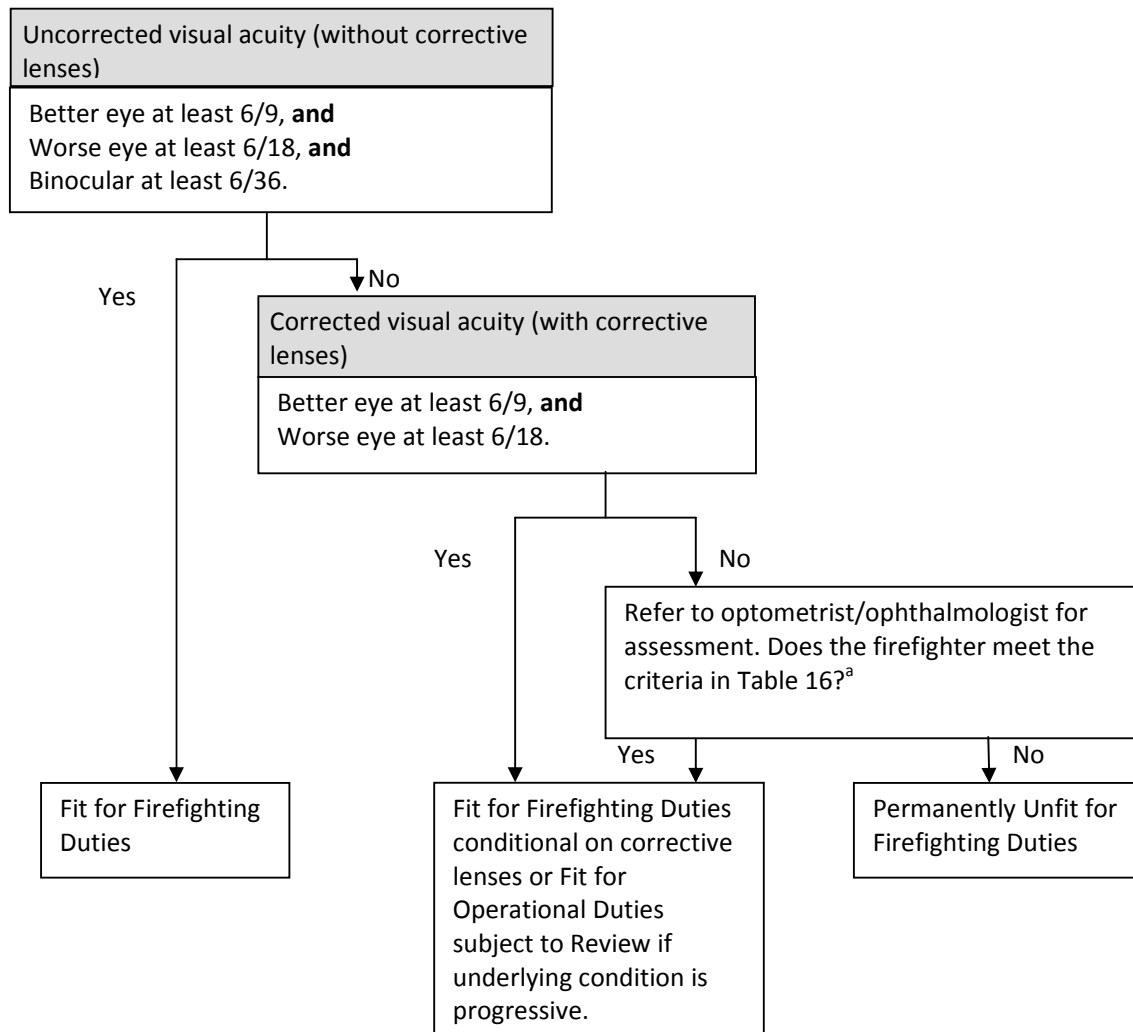 Uncorrected visual acuity (without corrective
lenses)
Better eye at least 6/9, and
Worse eye at least 6/18, and
Binocular at least 6/36.
Yes
No
Corrected visual acuity (with corrective
lenses)
Better eye at least 6/9, and
Worse eye at least 6/18.
Yes
No
Refer to optometrist/ophthalmologist for
assessment. Does the firefighter meet the
criteria in Table 16?a
Yes
No
Fit for Firefighting
Duties
Fit for Firefighting Duties
conditional on corrective
lenses or Fit for
Operational Duties
subject to Review if
underlying condition is
progressive.
Permanently Unfit for
Firefighting Duties